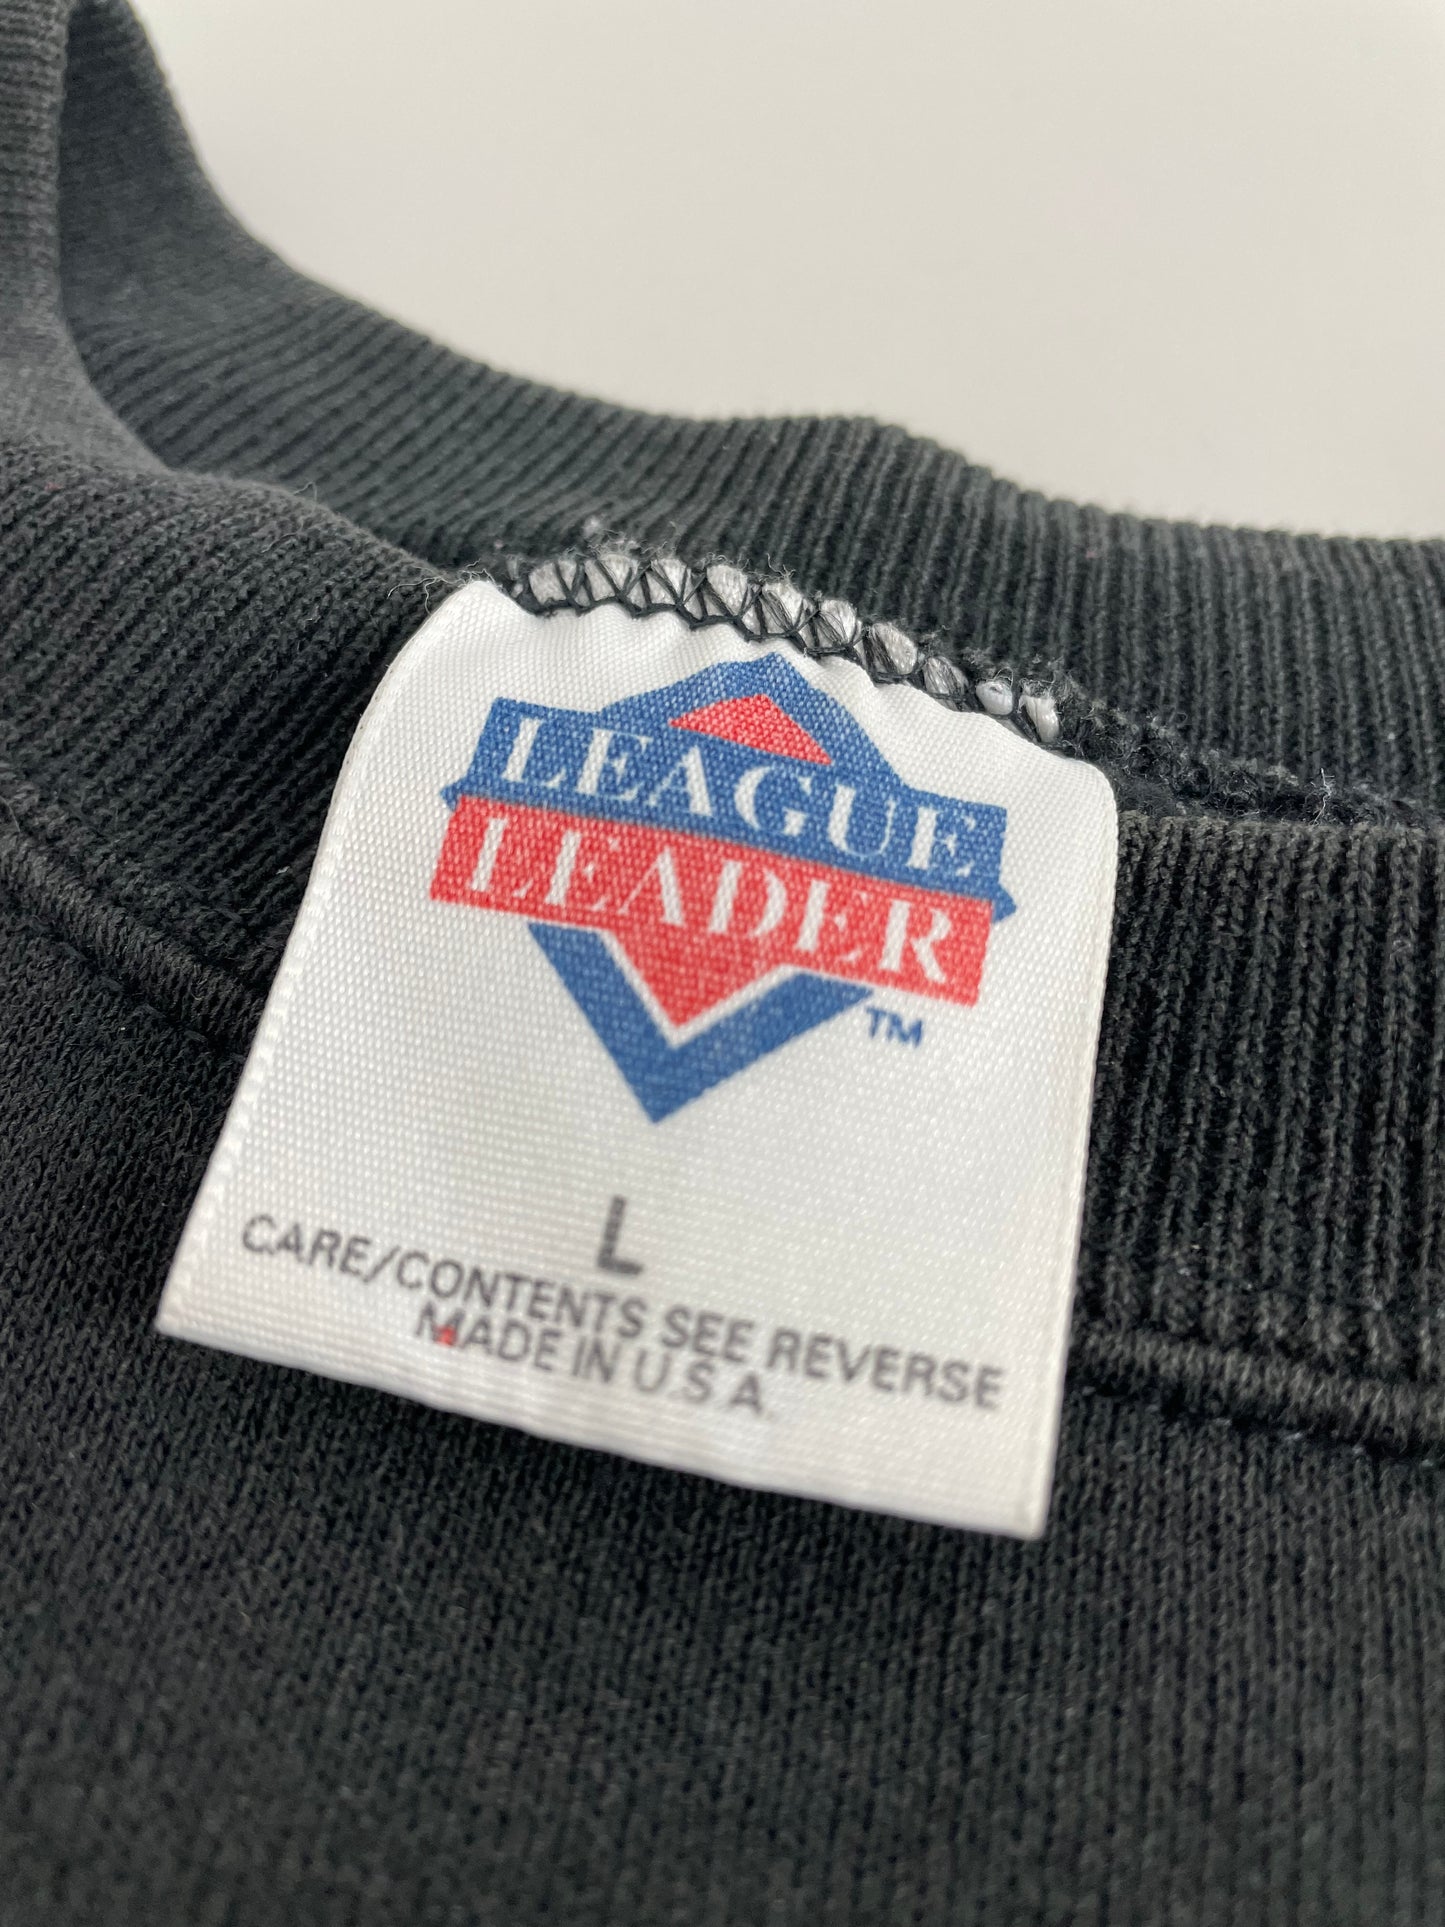 LEAGUE
LEADER
TM
L
CARE/CONTENTS SEE REVERSE
MADE IN U.S.A.